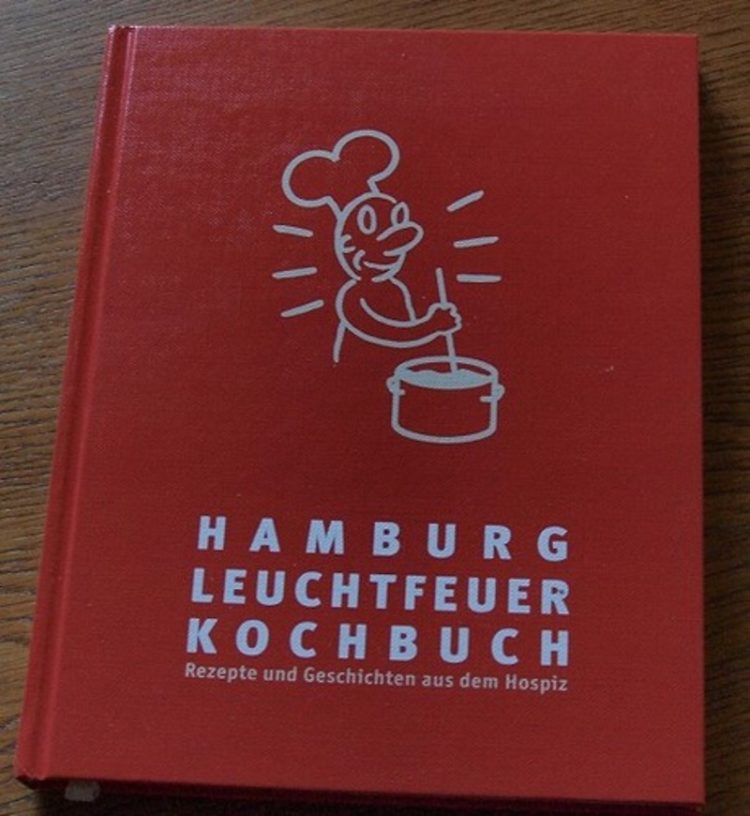 HAMBURG
LEUCHTFEUER
KOCHBUCH
Rezepte und Geschichten aus dem Hospiz